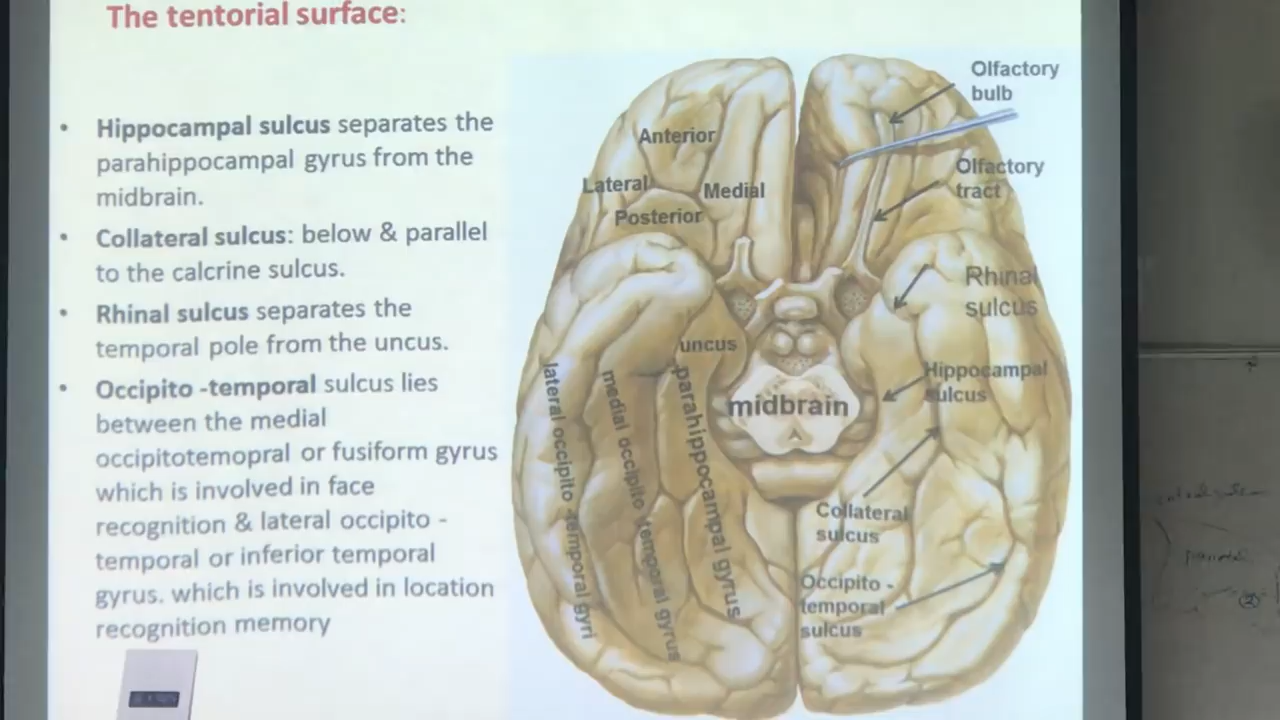 The tentorial surface:
• Hippocampal sulcus separates the
parahippocampal gyrus from the
midbrain.
• Collateral sulcus: below & parallel
to the calcrine sulcus.
• Rhinal sulcus separates the
temporal pole from the uncus.
• Occipito -temporal sulcus lies
between the medial
occipitotemopral or fusiform gyrus
which is involved in face
recognition & lateral occipito -
temporal or inferior temporal
gyrus. which is involved in location
recognition memory
Olfactory
bulb
Anterior
Olfactory
tract
Lateral
Medial
Posterior
Rhinal
sulcus
uncus
Hippocampal
sulcus
midbrain
lateral occipito -temporal gyri
medial occipito temporal gyrus
parahippocampal gyrus
Collateral
sulcus
Occipito -
temporal
sulcus